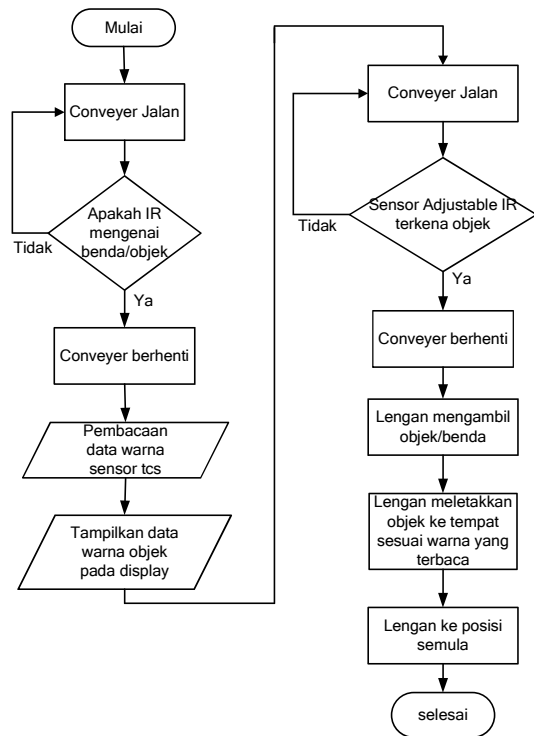 Mulai
Conveyer Jalan
Apakah IR
mengenai
benda/objek
Tidak
Ya
Conveyer berhenti
Pembacaan
data warna
sensor tcs
Tampilkan data
warna objek
pada display
Conveyer Jalan
Sensor Adjustable IR
terkena objek
Tidak
Ya
Conveyer berhenti
Lengan mengambil
objek/benda
Lengan meletakkan
objek ke tempat
sesuai warna yang
terbaca
Lengan ke posisi
semula
selesai